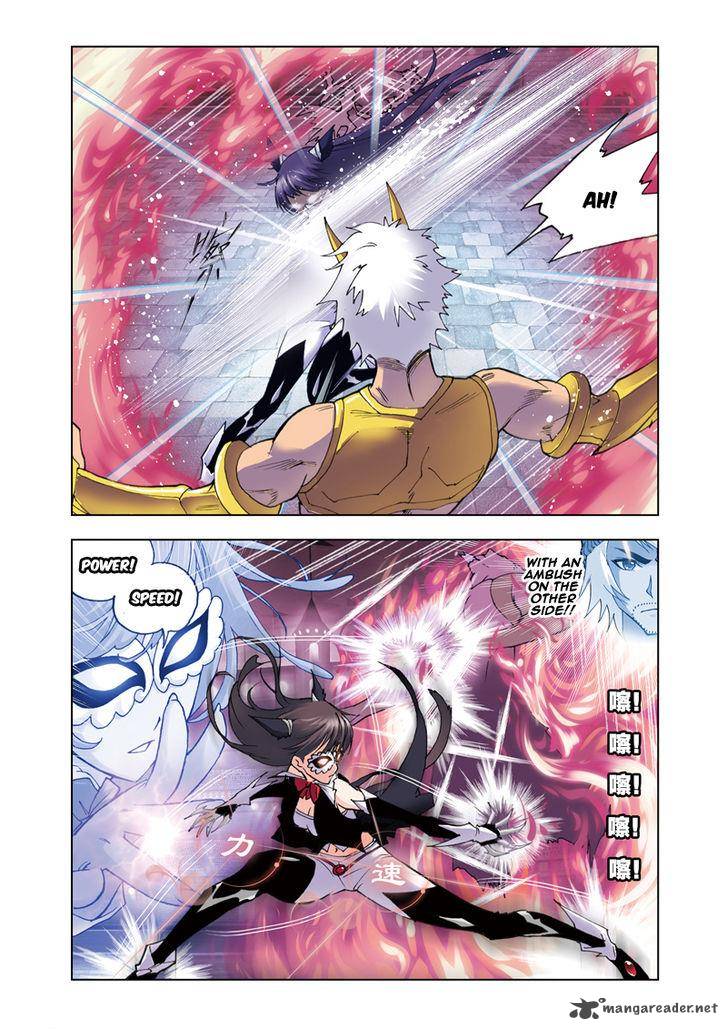 AH!
POWER!
SPEED!
WITH AN
AMBUSH
ON THE
OTHER
SIDE!!
嚓!
嚓!
嚓!
嚓!
嚓!
力
速
mangareader.net